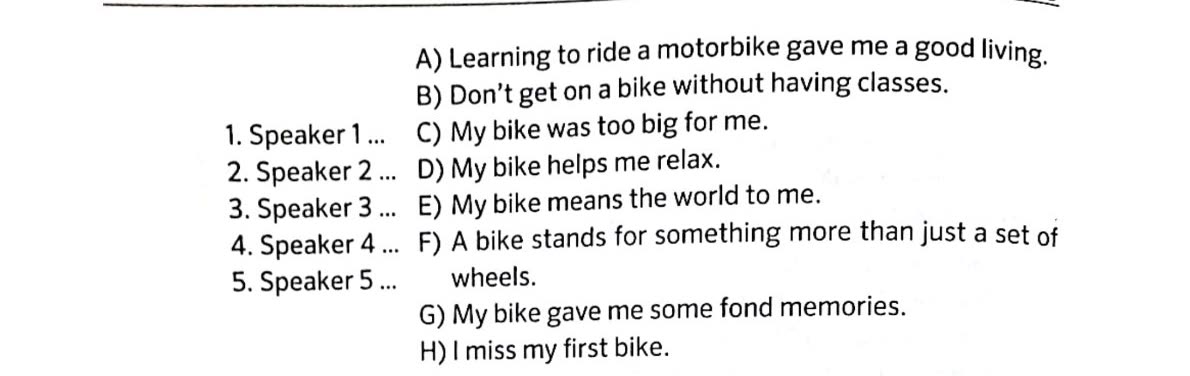 A) Learning to ride a motorbike gave me a good living.
B) Don't get on a bike without having classes.
1. Speaker 1 ... C) My bike was too big for me.
2. Speaker 2 ... D) My bike helps me relax.
3. Speaker 3 ... E) My bike means the world to me.
4. Speaker 4 ... F) A bike stands for something more than just a set of
5. Speaker 5 ... wheels.
G) My bike gave me some fond memories.
H) I miss my first bike.